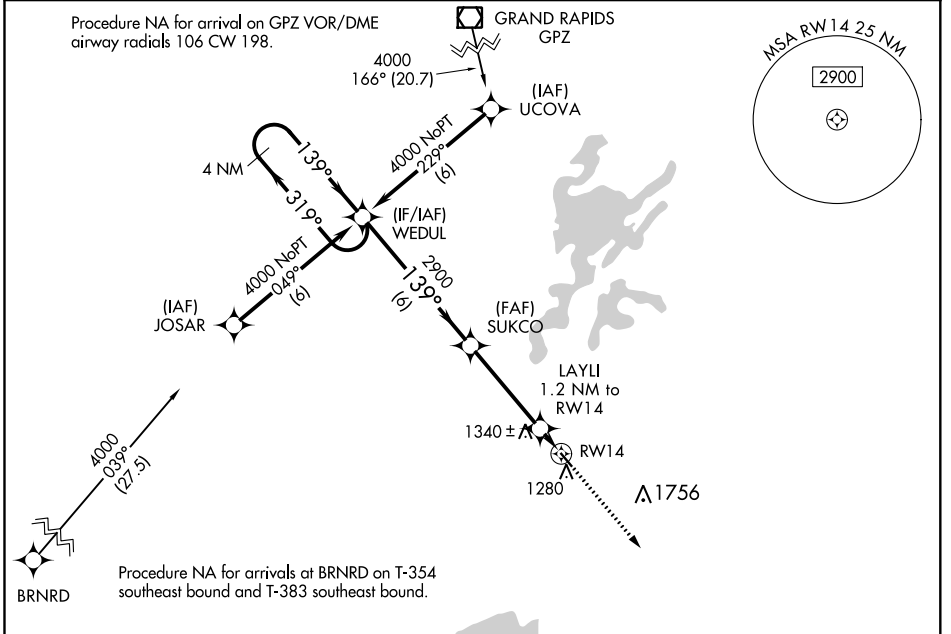 Procedure NA for arrival on GPZ VOR/DME
airway radials 106 CW 198.
GRAND RAPIDS
GPZ
MSA RW14 25 NM
2900
4000
166° (20.7)
(IAF)
UCOVA
4000 NoPT
229°
(6)
4 NM
139°
319°
(IF/IAF)
WEDUL
4000 NoPT
049°
(6)
(IAF)
JOSAR
2900
139°
(6)
(FAF)
SUKCO
LAYLI
1.2 NM to
RW14
1340 ±
RW14
1280
1756
4000
039°
(27.5)
BRNRD
Procedure NA for arrivals at BRNRD on T-354
southeast bound and T-383 southeast bound.